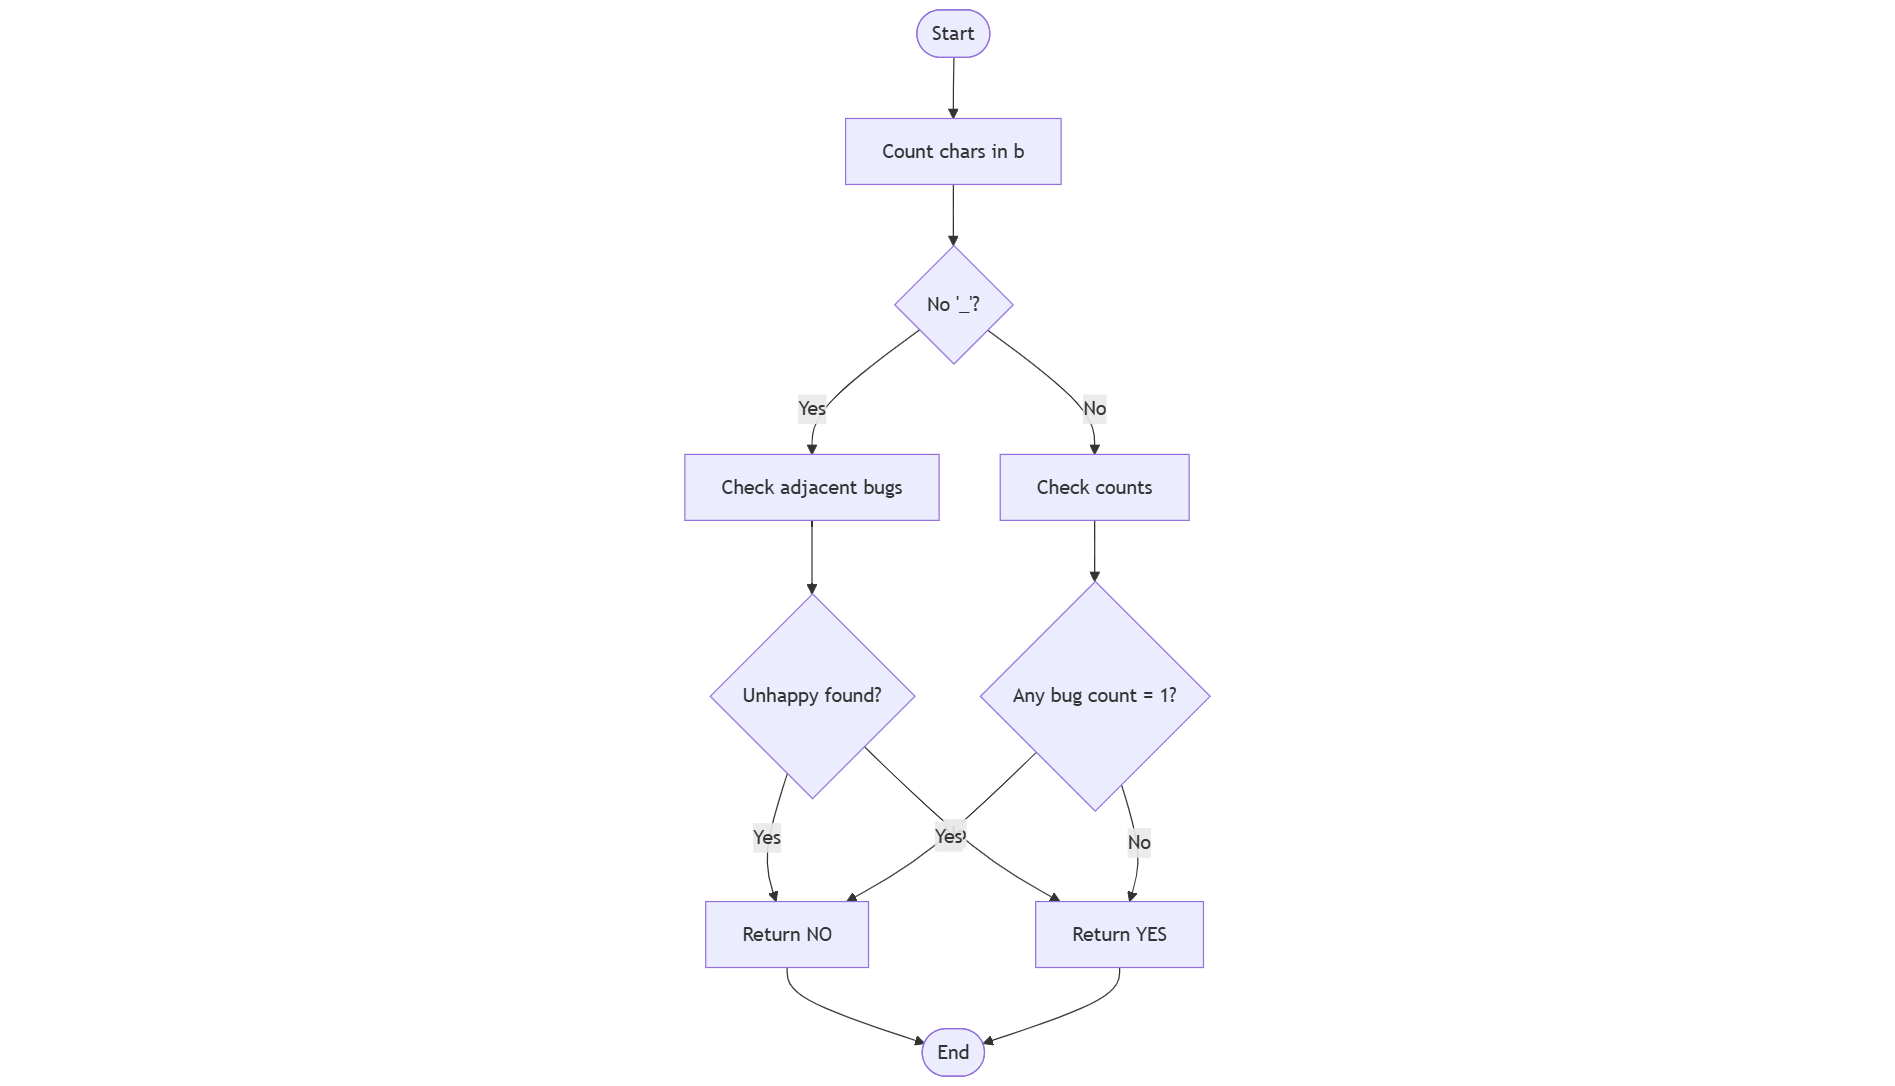 Start
Count chars in b
No '_'?
Yes
No
Check adjacent bugs
Check counts
Unhappy found?
Any bug count = 1?
Yes
Yes
No
Return NO
Return YES
End